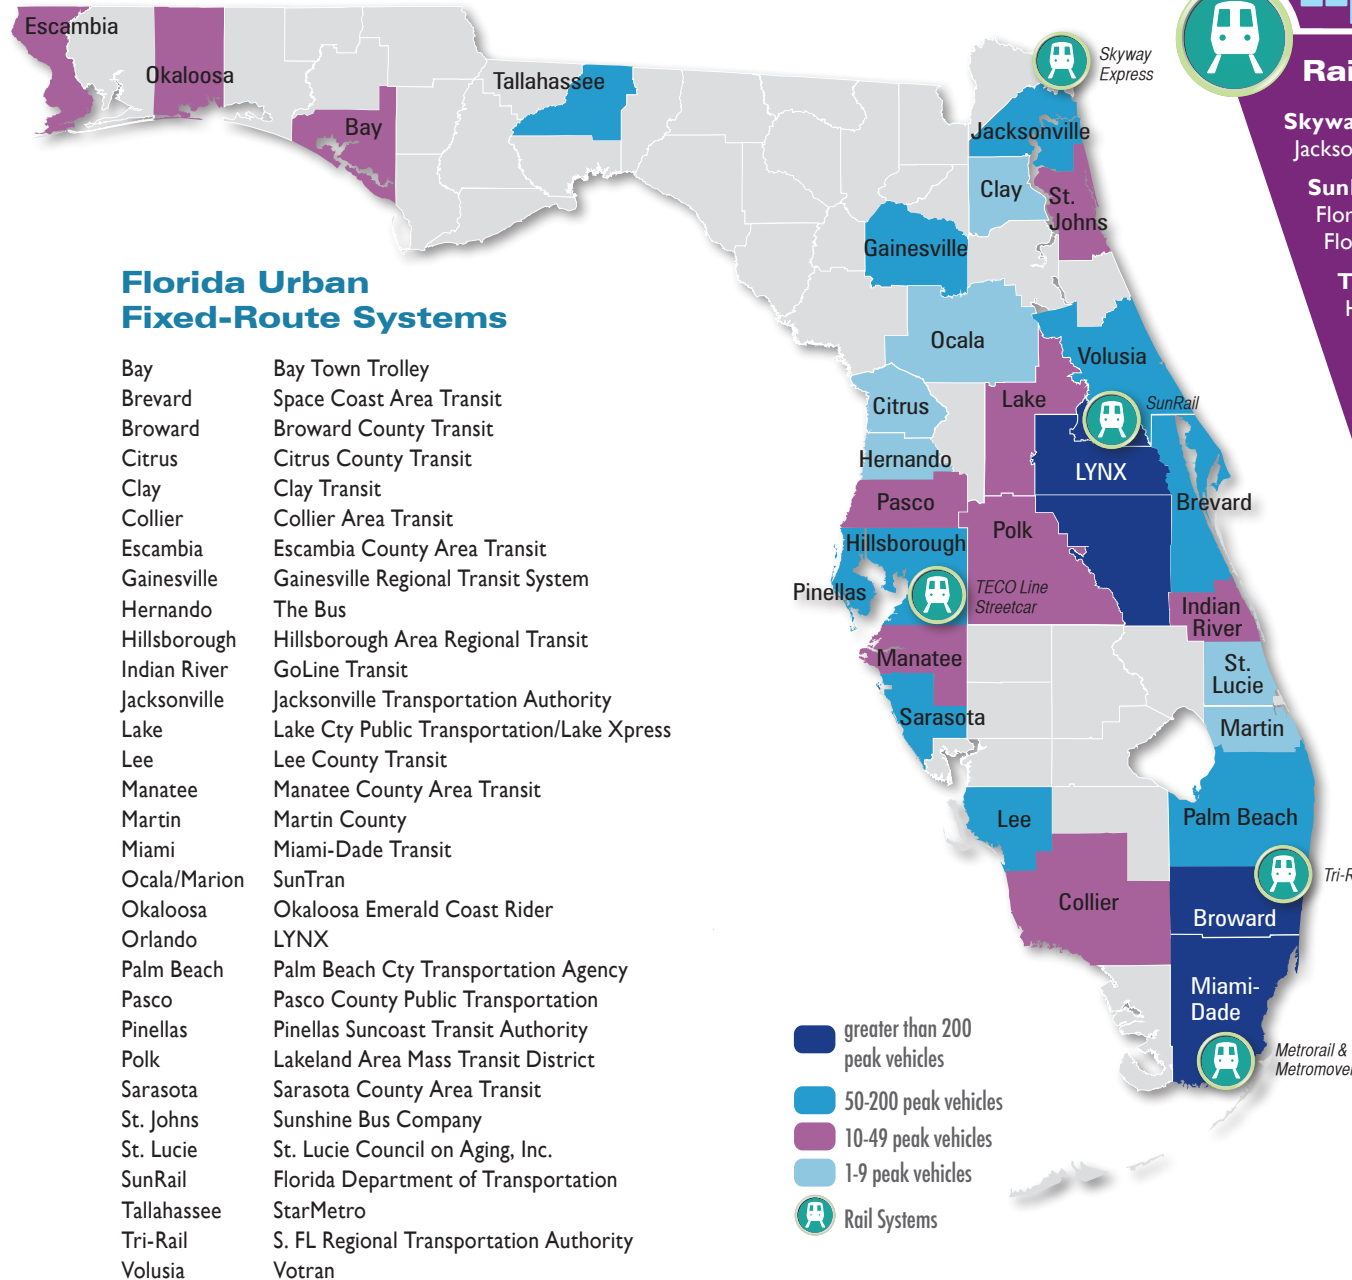 Escambia
Okaloosa
Bay
Tallahassee
Skyway
Express
Jacksonville
Clay
St.
Johns
Gainesville
Ocala
Volusia
Citrus
Lake
SunRail
Hernando
LYNX
Pasco
Brevard
Polk
Hillsborough
Pinellas
TECO Line
Streetcar
Indian
River
Manatee
St.
Lucie
Sarasota
Martin
Lee
Palm Beach
Collier
Broward
Miami-
Dade
Metrorail &
Florida Urban
Fixed-Route Systems
Bay Bay Town Trolley
Brevard Space Coast Area Transit
Broward Broward County Transit
Citrus Citrus County Transit
Clay Clay Transit
Collier Collier Area Transit
Escambia Escambia County Area Transit
Gainesville Gainesville Regional Transit System
Hernando The Bus
Hillsborough Hillsborough Area Regional Transit
Indian River GoLine Transit
Jacksonville Jacksonville Transportation Authority
Lake Lake Cty Public Transportation/Lake Xpress
Lee Lee County Transit
Manatee Manatee County Area Transit
Martin Martin County
Miami Miami-Dade Transit
Ocala/Marion SunTran
Okaloosa Okaloosa Emerald Coast Rider
Orlando LYNX
Palm Beach Palm Beach Cty Transportation Agency
Pasco Pasco County Public Transportation
Pinellas Pinellas Suncoast Transit Authority
Polk Lakeland Area Mass Transit District
Sarasota Sarasota County Area Transit
St. Johns Sunshine Bus Company
St. Lucie St. Lucie Council on Aging, Inc.
SunRail Florida Department of Transportation
Tallahassee StarMetro
Tri-Rail S. FL Regional Transportation Authority
Volusia Votran
greater than 200
peak vehicles
50-200 peak vehicles
10-49 peak vehicles
1-9 peak vehicles
Rail Systems